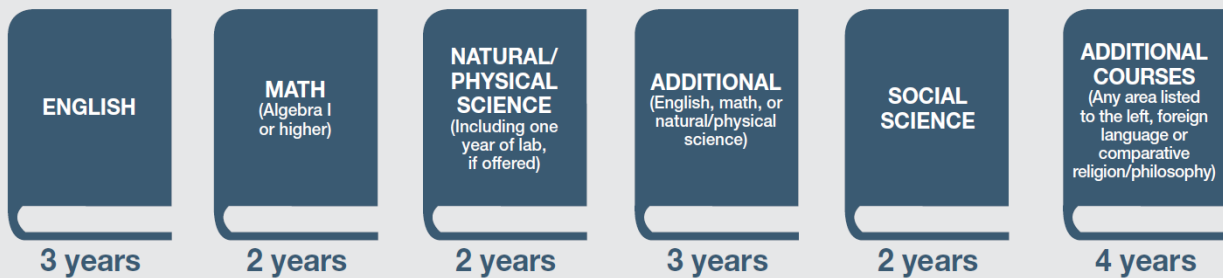 ENGLISH
3 years
MATH
(Algebra I
or higher)
2 years
NATURAL/
PHYSICAL
SCIENCE
(Including one
year of lab,
if offered)
2 years
ADDITIONAL
(English, math, or
natural/physical
science)
3 years
SOCIAL
SCIENCE
2 years
ADDITIONAL
COURSES
(Any area listed
to the left, foreign
language or
comparative
religion/philosophy)
4 years